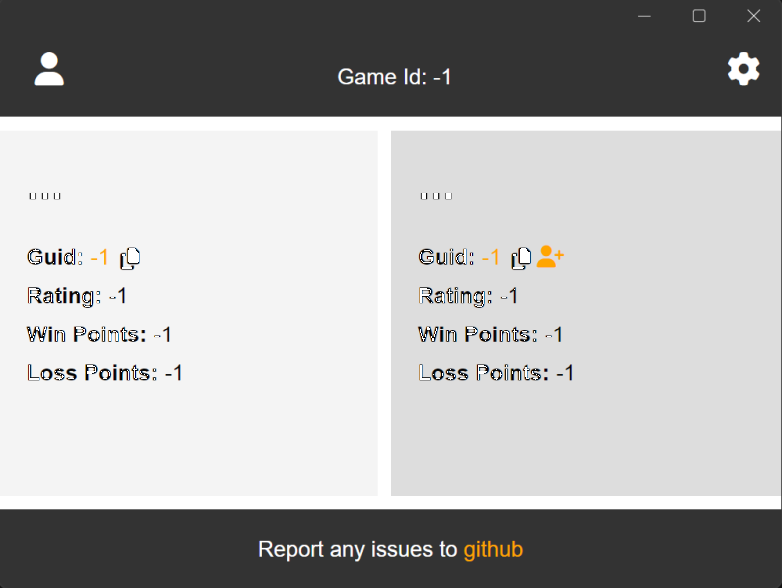 Game Id: -1
...
Guid: -1
Rating: -1
Win Points: -1
Loss Points: -1
...
Guid: -1
Rating: -1
Win Points: -1
Loss Points: -1
Report any issues to github